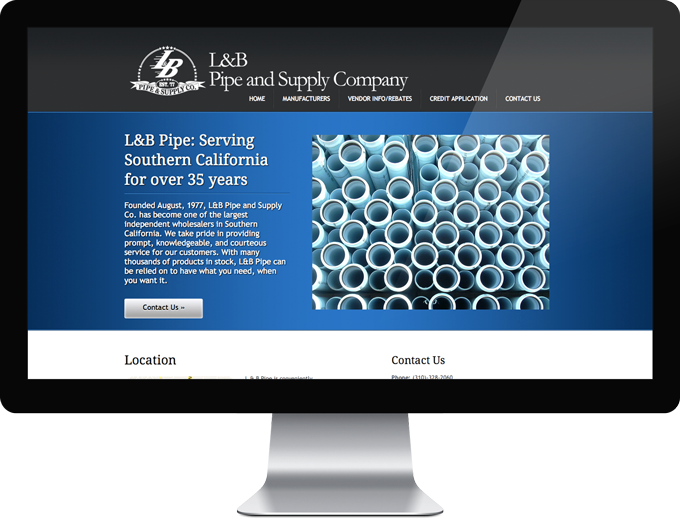 LB
EST. 77
PIPE & SUPPLY CO.
L&B
Pipe and Supply Company
HOME
MANUFACTURERS
VENDOR INFO/REBATES
CREDIT APPLICATION
CONTACT US
L&B Pipe: Serving
Southern California
for over 35 years
Founded August, 1977, L&B Pipe and Supply
Co. has become one of the largest
independent wholesalers in Southern
California. We take pride in providing
prompt, knowledgeable, and courteous
service for our customers. With many
thousands of products in stock, L&B Pipe can
be relied on to have what you need, when
you want it.
Contact Us »
Location
L & B Pipe is conveniently
Contact Us
Phone: (310)-328-2060